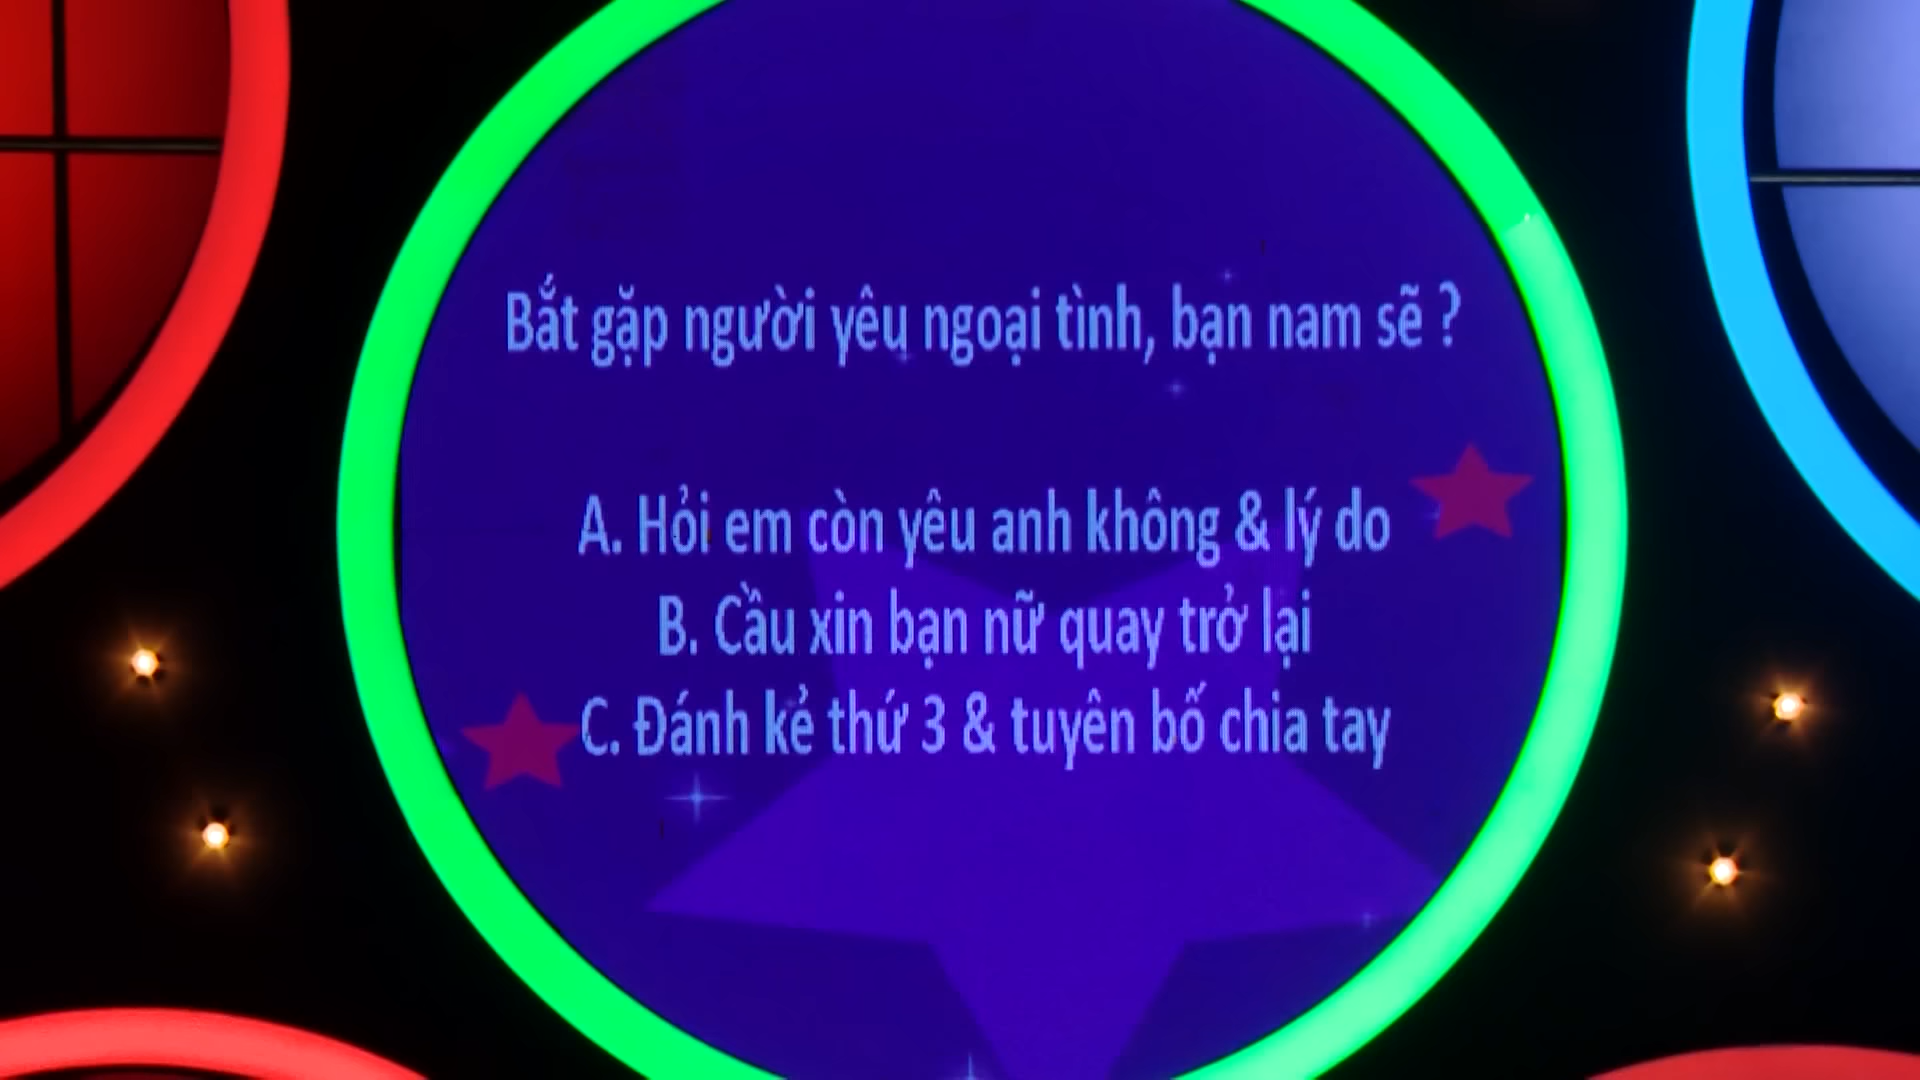 Bắt gặp người yêu ngoại tình, bạn nam sẽ ?
A. Hỏi em còn yêu anh không & lý do
B. Cầu xin bạn nữ quay trở lại
C. Đánh kẻ thứ 3 & tuyên bố chia tay